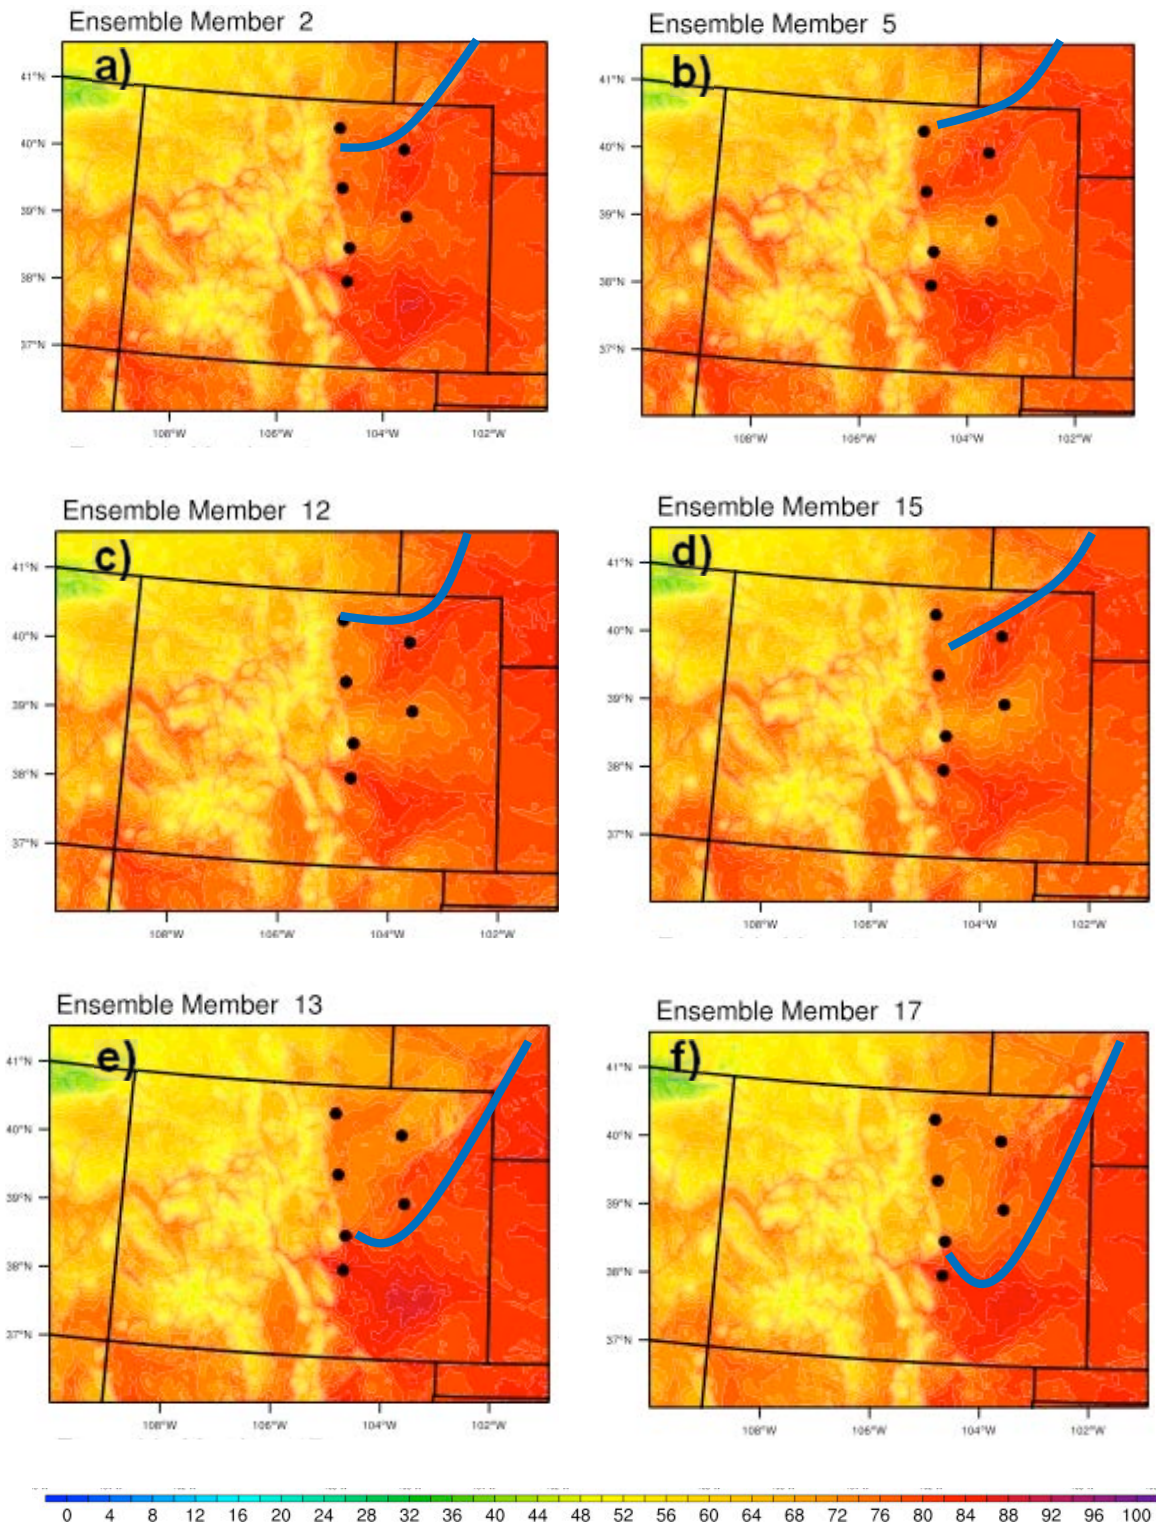 Ensemble Member 2
Ensemble Member 5
a)
b)
41°N
40°N
39°N
38°N
37°N
41°N
40°N
39°N
38°N
37°N
108°W 106°W 104°W 102°W
108°W 106°W 104°W 102°W
Ensemble Member 12
Ensemble Member 15
c)
d)
41°N
40°N
39°N
38°N
37°N
41°N
40°N
39°N
38°N
37°N
108°W 106°W 104°W 102°W
108°W 106°W 104°W 102°W
Ensemble Member 13
Ensemble Member 17
e)
f)
41°N
40°N
39°N
38°N
37°N
41°N
40°N
39°N
38°N
37°N
108°W 106°W 104°W 102°W
108°W 106°W 104°W 102°W
0 4 8 12 16 20 24 28 32 36 40 44 48 52 56 60 64 68 72 76 80 84 88 92 96 100